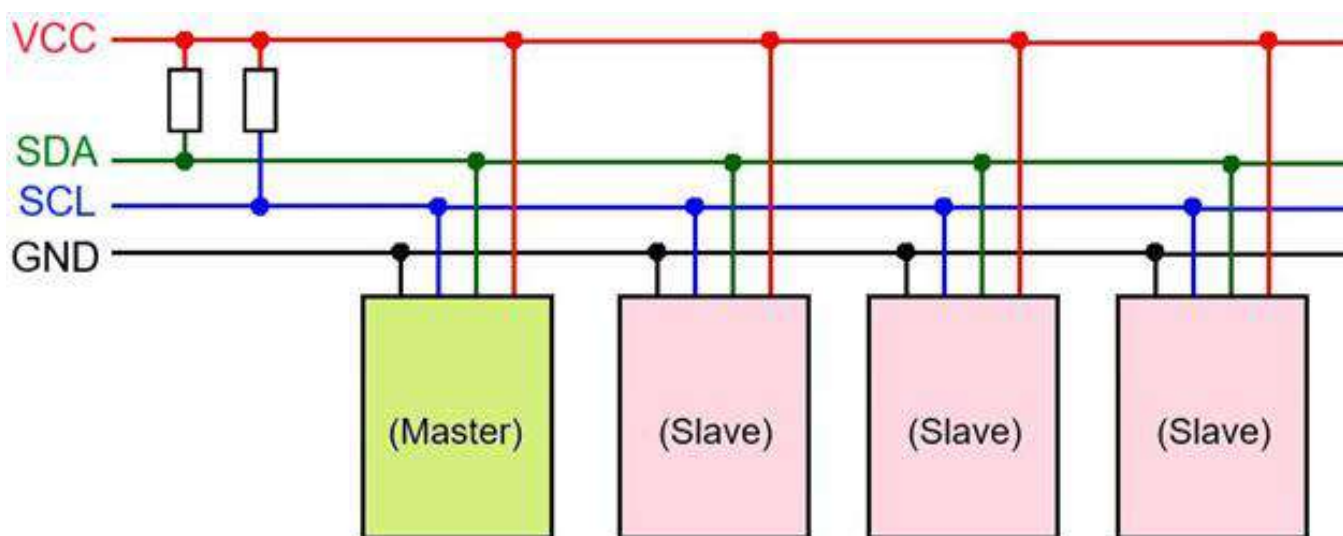 VCC
SDA
SCL
GND
(Master) (Slave) (Slave) (Slave)